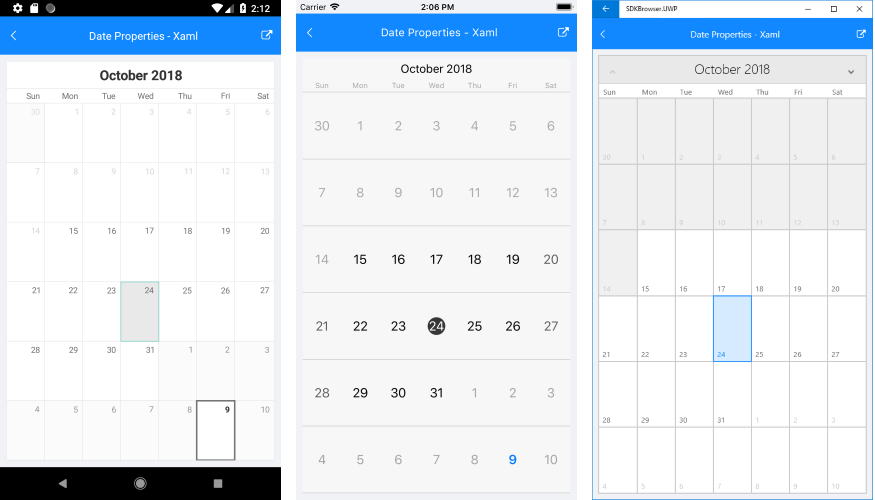 2:12
Date Properties - Xaml
October 2018
Sun Mon Tue Wed Thu Fri Sat
30 1 2 3 4 5 6
7 8 9 10 11 12 13
14 15 16 17 18 19 20
21 22 23 24 25 26 27
28 29 30 31 1 2 3
4 5 6 7 8 9 10
Carrier 2:06 PM
Date Properties - Xaml
October 2018
Sun Mon Tue Wed Thu Fri Sat
30 1 2 3 4 5 6
7 8 9 10 11 12 13
14 15 16 17 18 19 20
21 22 23 24 25 26 27
28 29 30 31 1 2 3
4 5 6 7 8 9 10
SDKBrowser.UWP
Date Properties - Xaml
October 2018
Sun Mon Tue Wed Thu Fri Sat
30 1 2 3 4 5 6
7 8 9 10 11 12 13
14 15 16 17 18 19 20
21 22 23 24 25 26 27
28 29 30 31 1 2 3
4 5 6 7 8 9 10